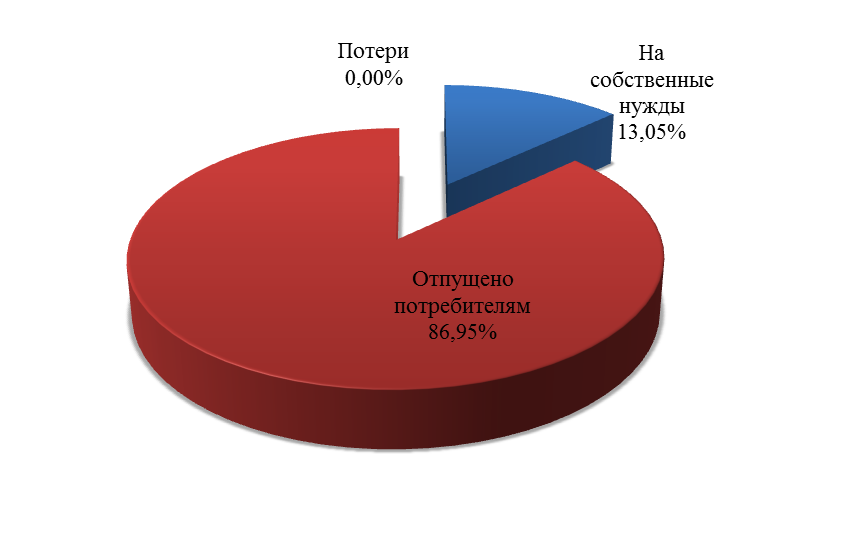 Потери
0,00%
На
собственные
нужды
13,05%
Отпущено
потребителям
86,95%